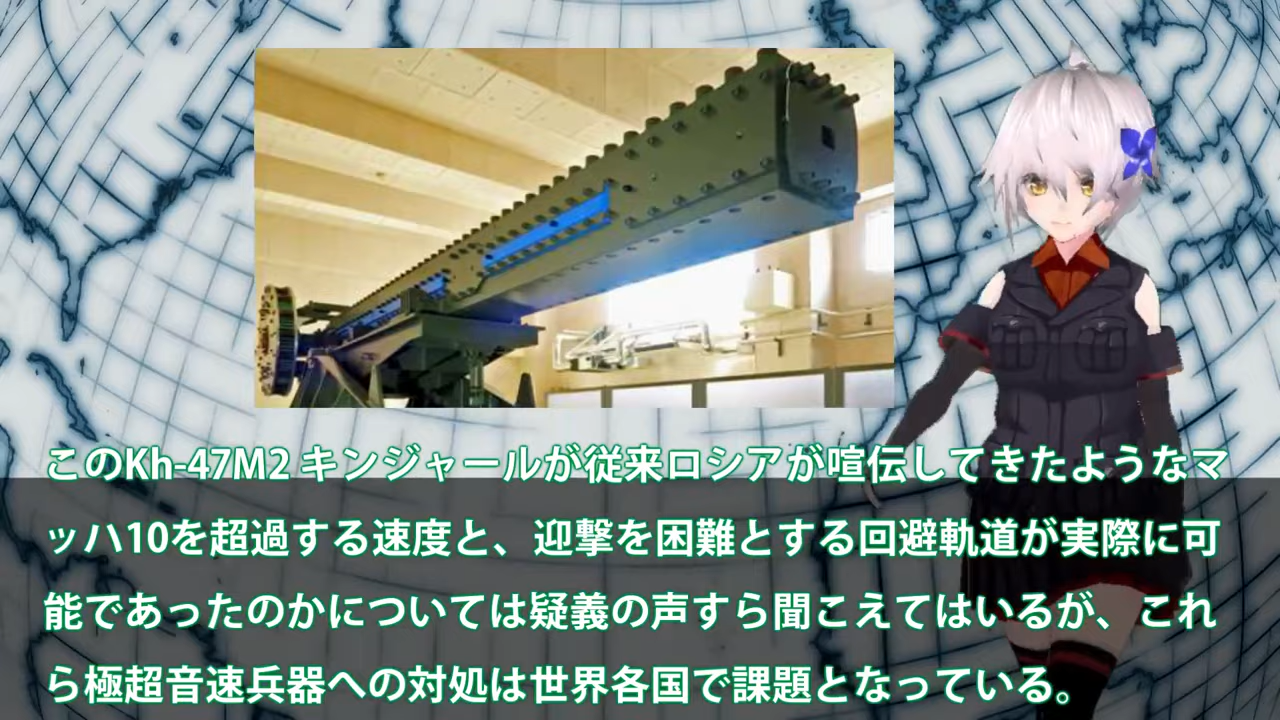 このKh-47M2 キンジャールが従来ロシアが喧伝してきたようなマ
ッハ10を超過する速度と、迎撃を困難とする回避軌道が実際に可
能であったのかについては疑義の声すら聞こえてはいるが、これ
ら極超音速兵器への対処は世界各国で課題となっている。